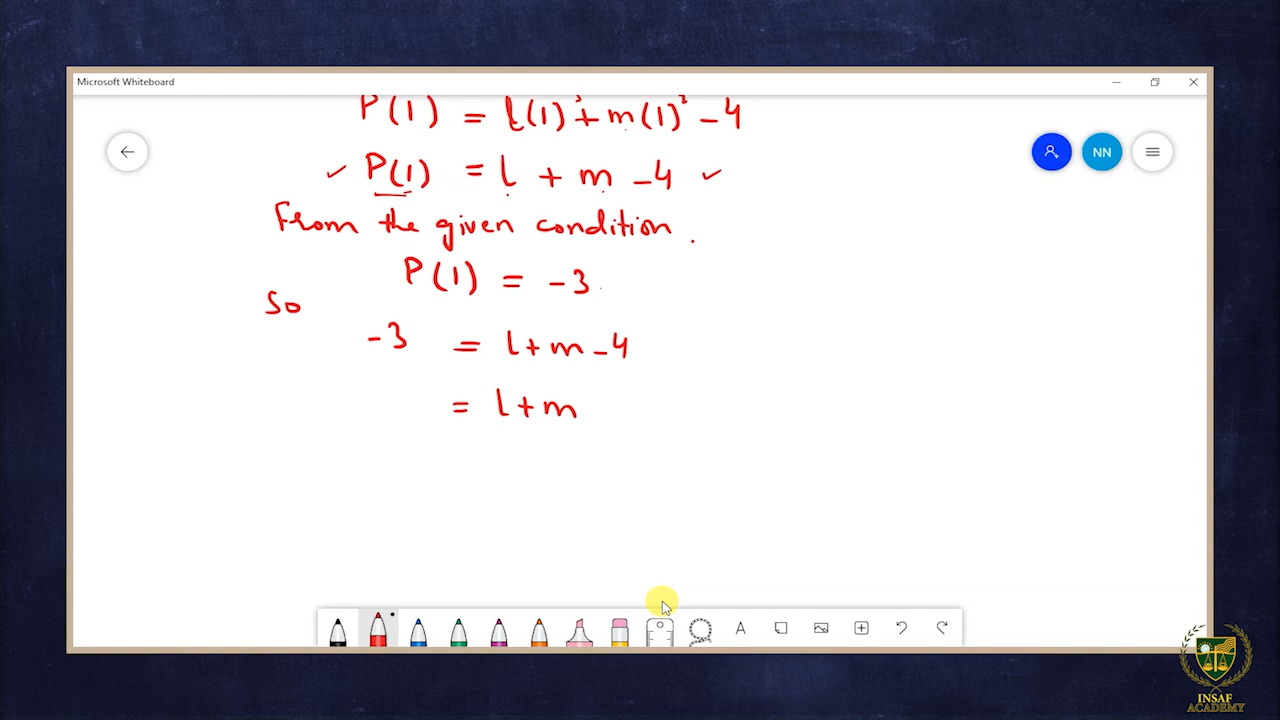 Microsoft Whiteboard
P(1) = l(1)³ + m(1)² - 4
NN
P(1) = l + m - 4
From the given condition.
P(1) = -3
So
-3 = l + m - 4
= l + m
A
INSAF
ACADEMY